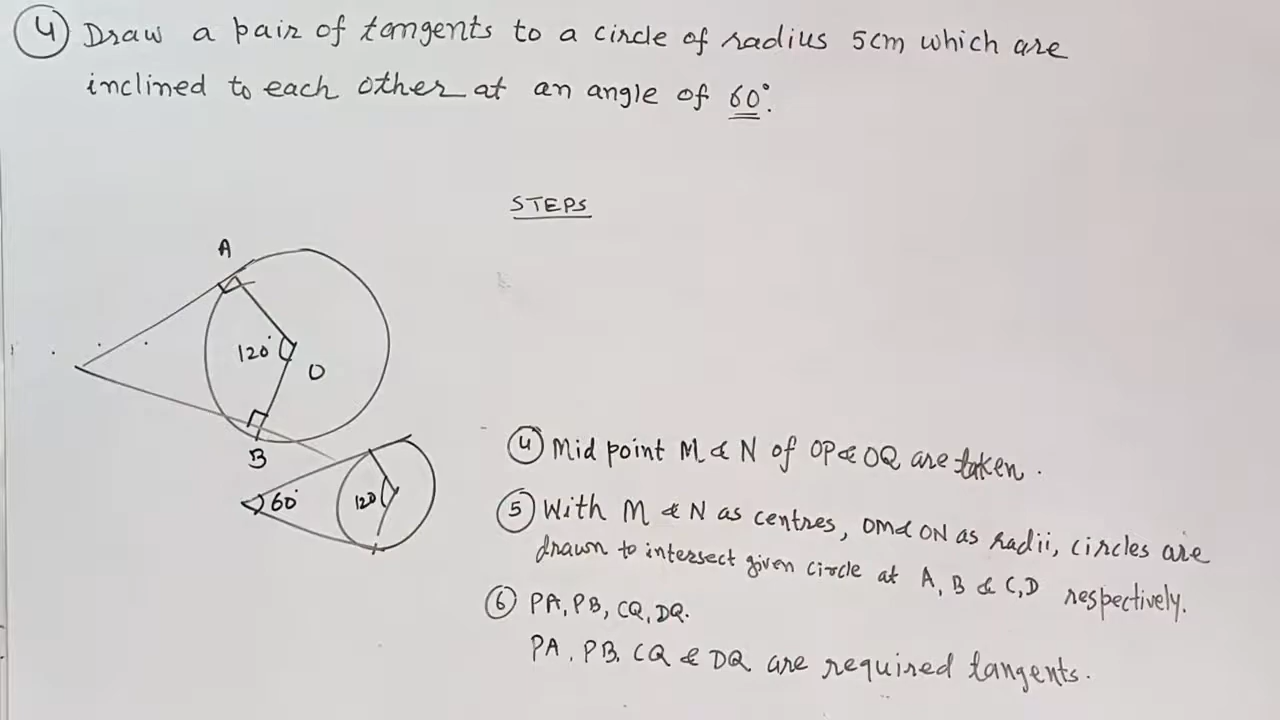 ④ Draw a pair of tangents to a circle of radius 5cm which are
inclined to each other at an angle of 60°.
STEPS
A
120°
O
B
60°
120
④ Mid point M & N of OP & OQ are taken.
⑤ With M & N as centres, OM & ON as radii, circles are
drawn to intersect given circle at A, B & C,D respectively.
⑥ PA, PB, CQ, DQ.
PA, PB, CQ & DQ are required tangents.